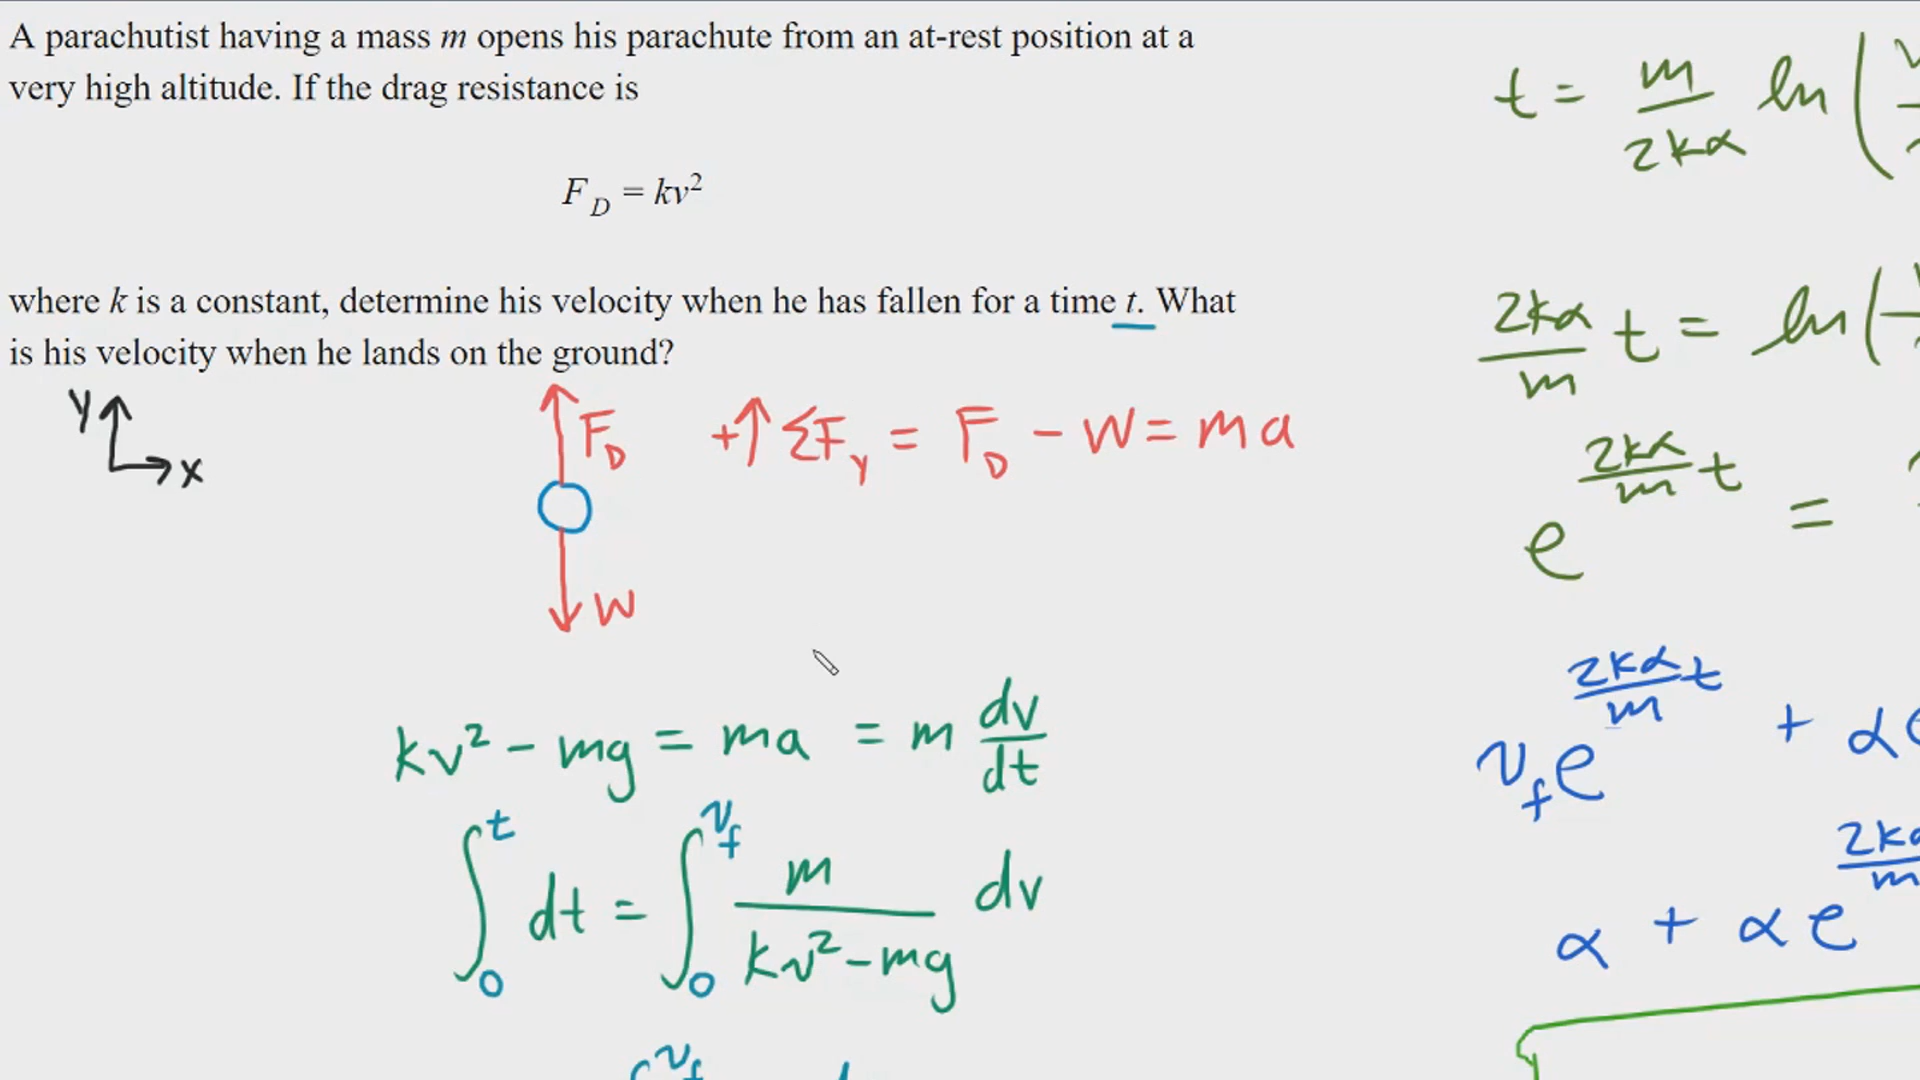 A parachutist having a mass m opens his parachute from an at-rest position at a
very high altitude. If the drag resistance is
F_D = kv²
where k is a constant, determine his velocity when he has fallen for a time t. What
is his velocity when he lands on the ground?
Y
x
F_D
W
+↑ ΣF_y = F_D - W = ma
kv² - mg = ma = m dv/dt
∫₀^t dt = ∫₀^{v_f} m/(kv² - mg) dv
v_f
t = m/2kα ln(
2kα/m t = ln(
e^{2kα/m t} =
v_f e^{2kα/m t} + α
α + α e^{2kα/m